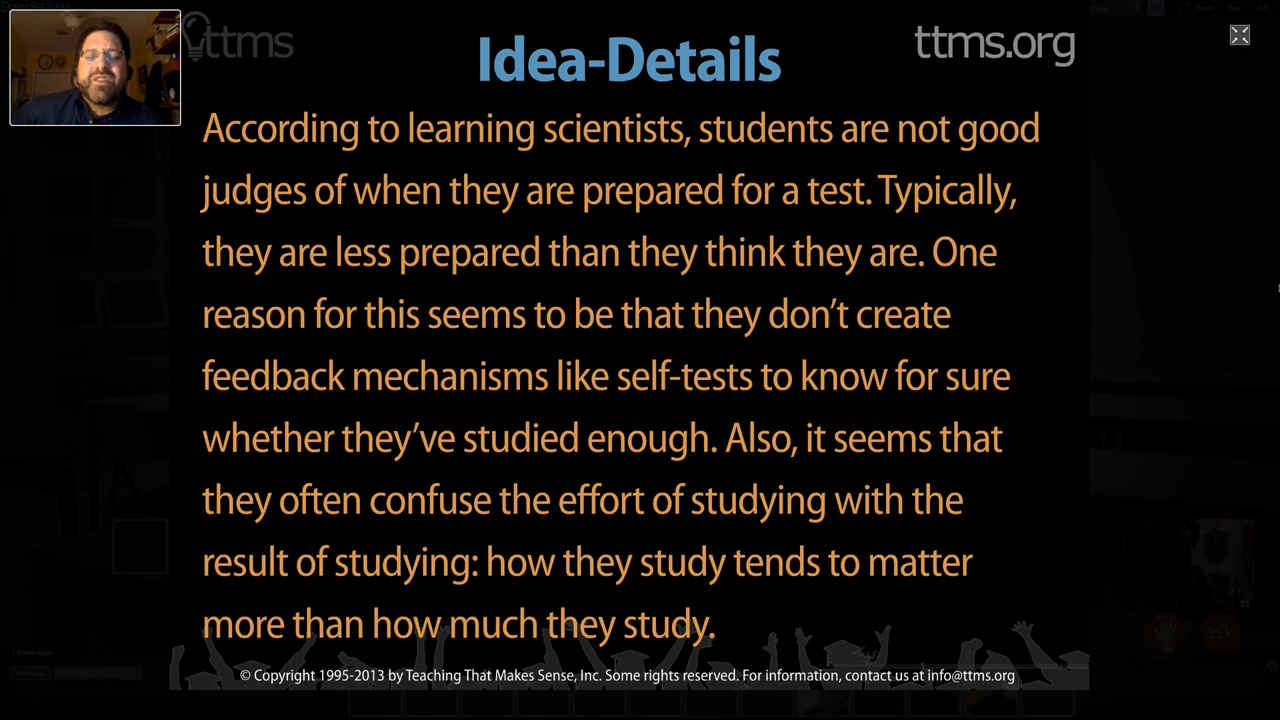 ttms
Idea-Details
ttms.org
According to learning scientists, students are not good
judges of when they are prepared for a test. Typically,
they are less prepared than they think they are. One
reason for this seems to be that they don’t create
feedback mechanisms like self-tests to know for sure
whether they’ve studied enough. Also, it seems that
they often confuse the effort of studying with the
result of studying: how they study tends to matter
more than how much they study.
ask
© Copyright 1995-2013 by Teaching That Makes Sense, Inc. Some rights reserved. For information, contact us at info@ttms.org